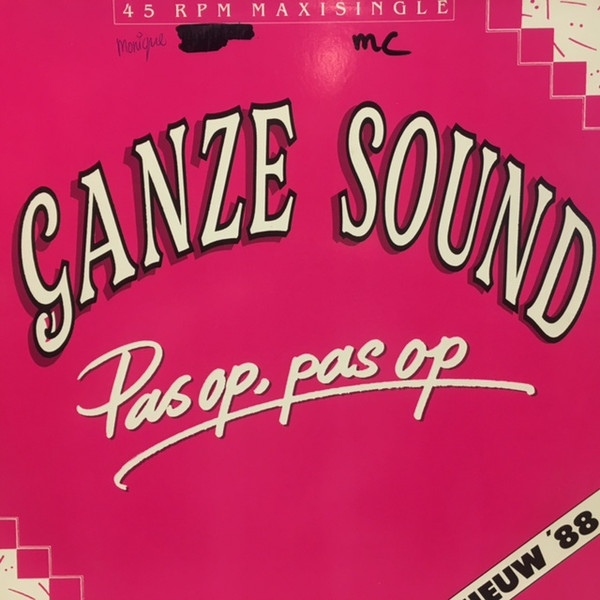 45 RPM MAXISINGLE
Monique
mc
GANZE SOUND
Pas op, pas op
NIEUW '88